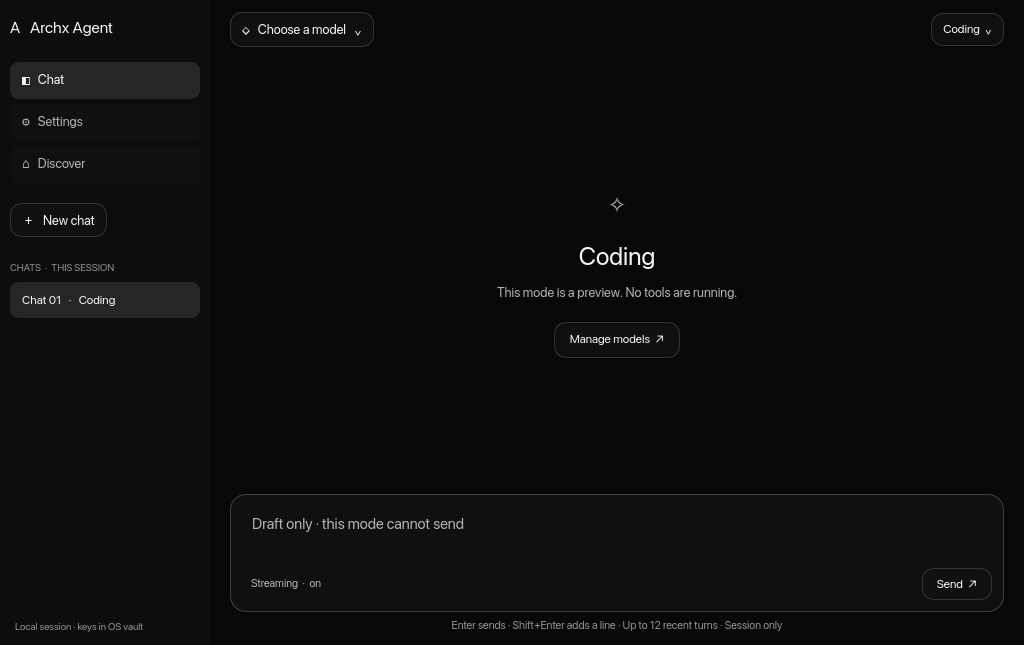 A Archx Agent
Chat
Settings
Discover
+ New chat
CHATS · THIS SESSION
Chat 01 · Coding
Local session · keys in OS vault
Choose a model
Coding
Coding
This mode is a preview. No tools are running.
Manage models ↗
Draft only · this mode cannot send
Streaming · on
Send ↗
Enter sends · Shift+Enter adds a line · Up to 12 recent turns · Session only